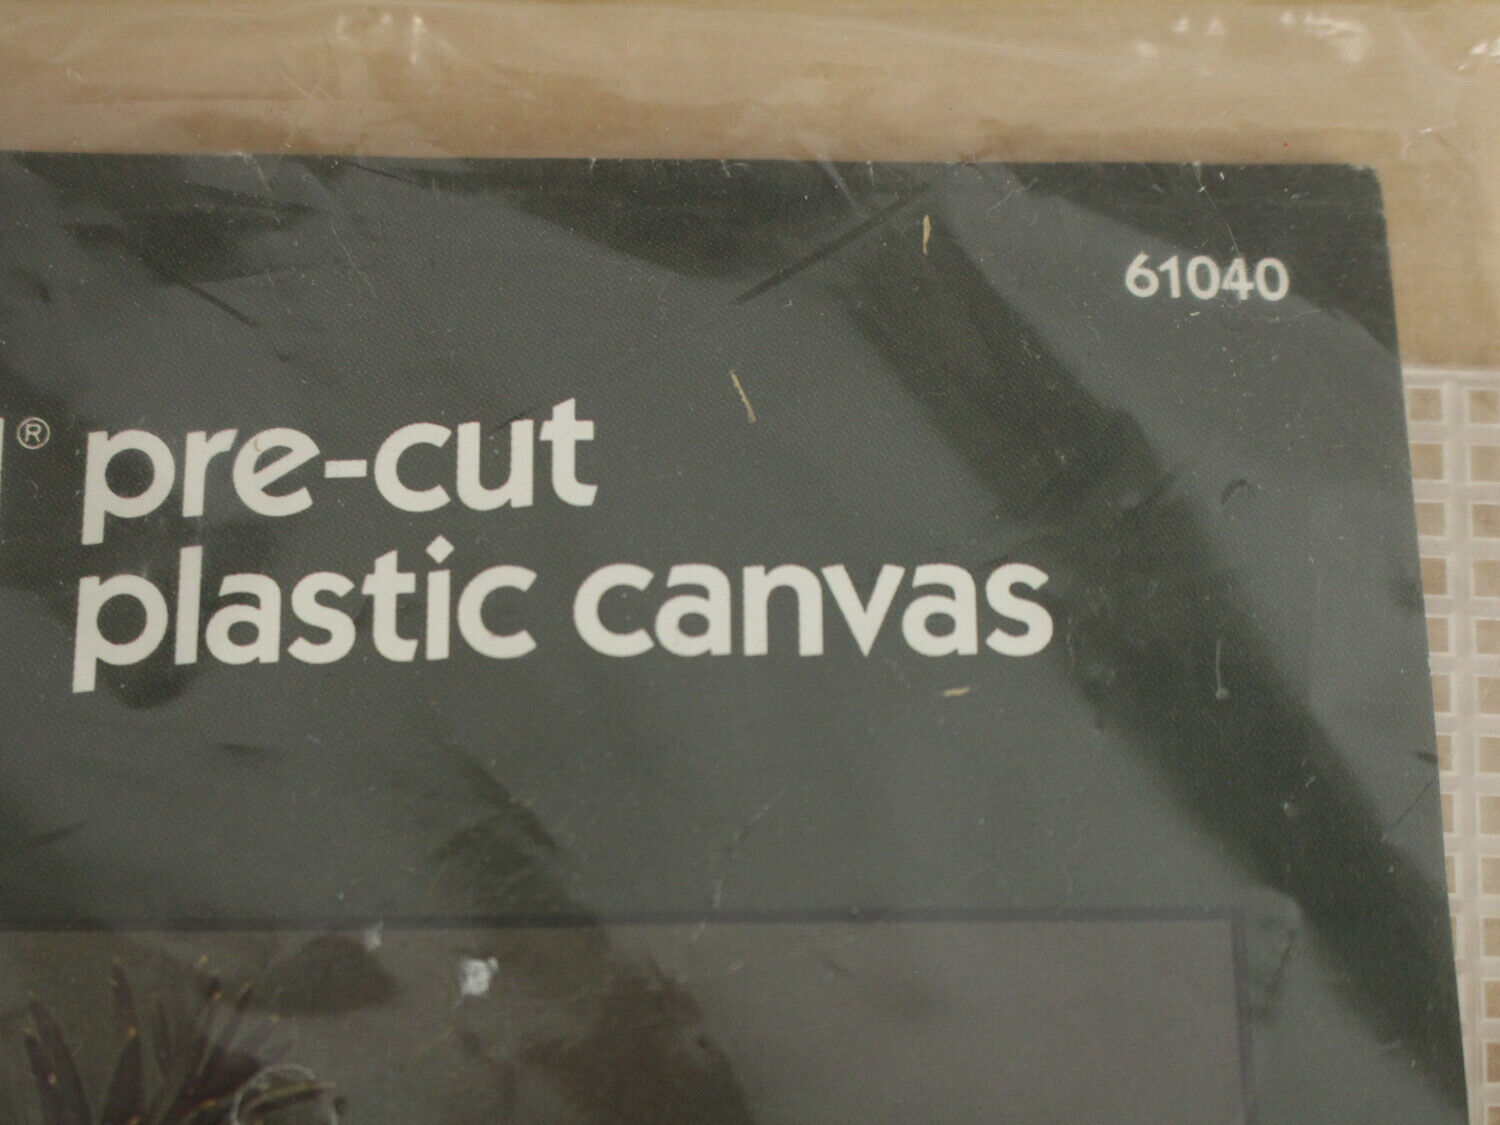 61040
® pre-cut
plastic canvas